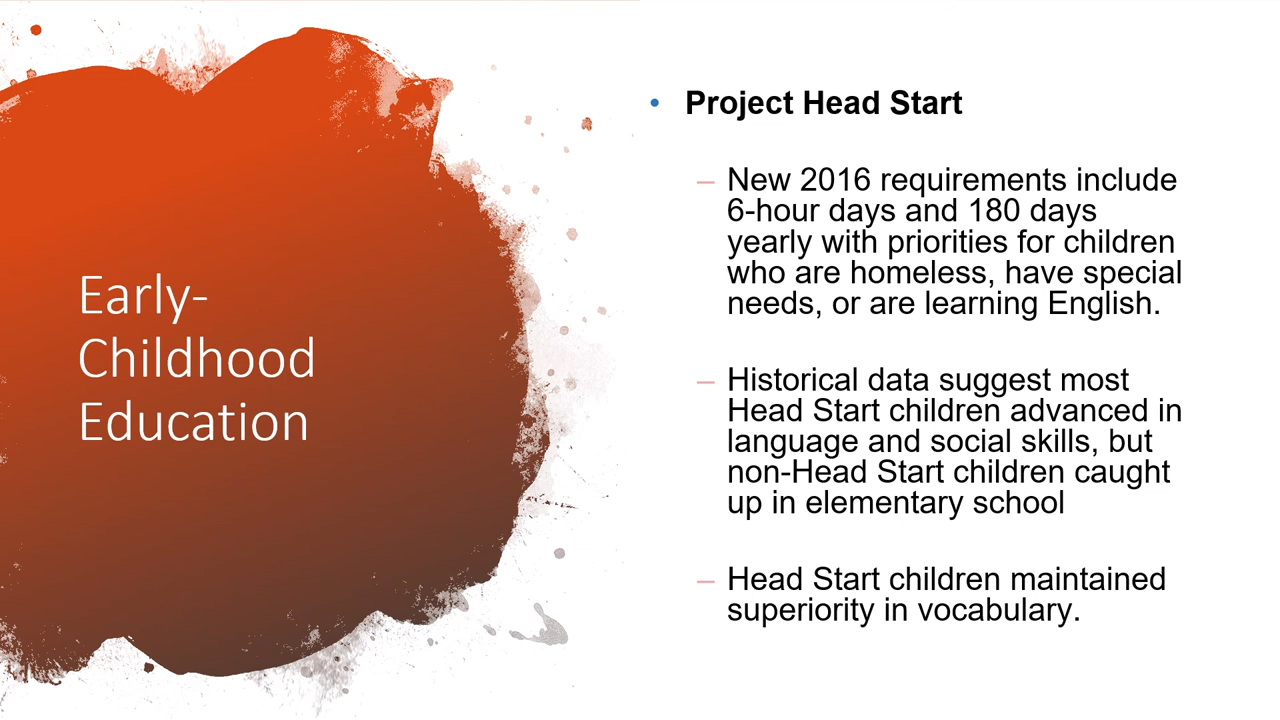 Early-
Childhood
Education
• Project Head Start
– New 2016 requirements include
6-hour days and 180 days
yearly with priorities for children
who are homeless, have special
needs, or are learning English.
– Historical data suggest most
Head Start children advanced in
language and social skills, but
non-Head Start children caught
up in elementary school
– Head Start children maintained
superiority in vocabulary.